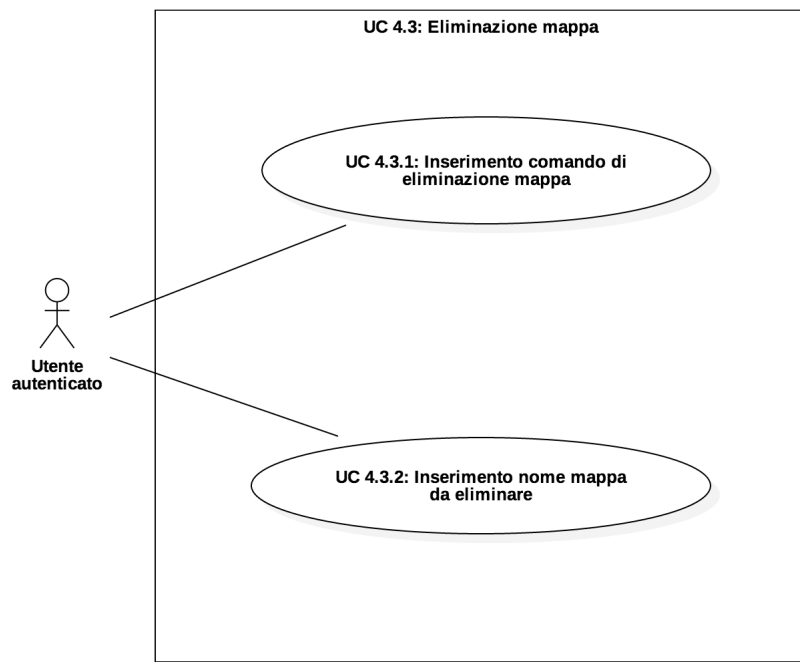 UC 4.3: Eliminazione mappa
UC 4.3.1: Inserimento comando di
eliminazione mappa
Utente
autenticato
UC 4.3.2: Inserimento nome mappa
da eliminare